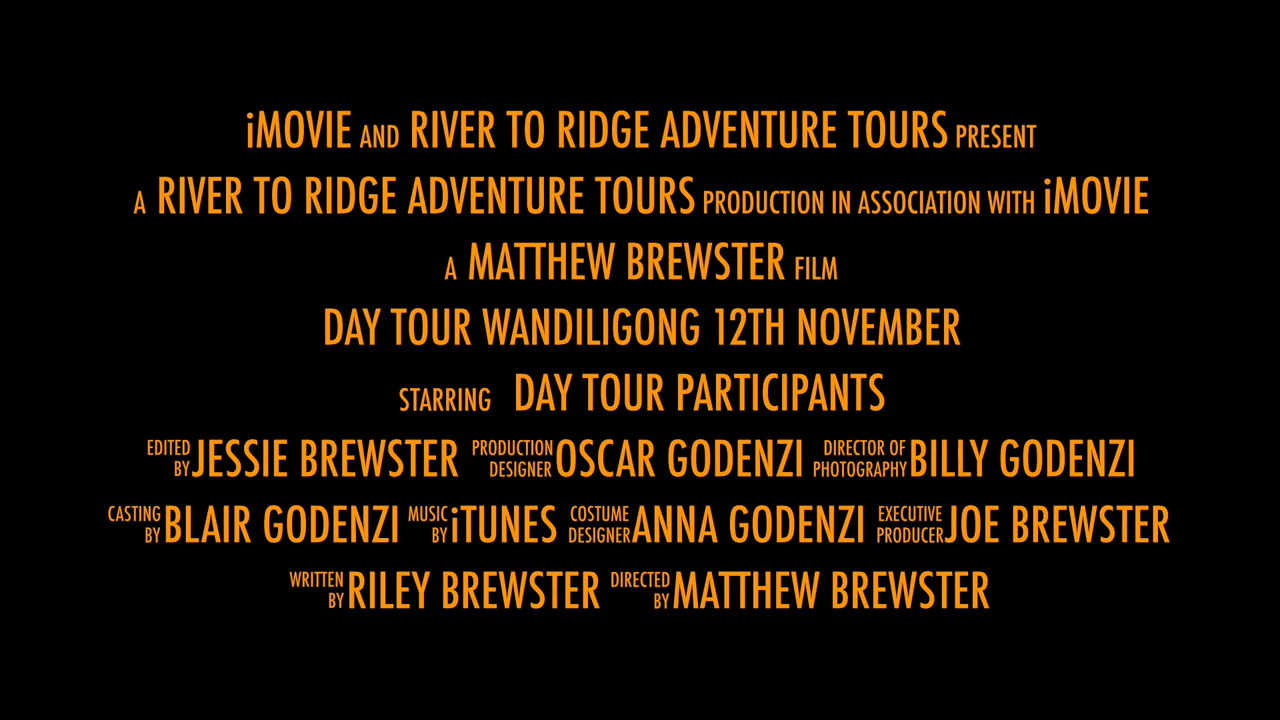 iMOVIE AND RIVER TO RIDGE ADVENTURE TOURS PRESENT
A RIVER TO RIDGE ADVENTURE TOURS PRODUCTION IN ASSOCIATION WITH iMOVIE
A MATTHEW BREWSTER FILM
DAY TOUR WANDILIGONG 12TH NOVEMBER
STARRING DAY TOUR PARTICIPANTS
EDITED BY JESSIE BREWSTER PRODUCTION DESIGNER OSCAR GODENZI DIRECTOR OF PHOTOGRAPHY BILLY GODENZI
CASTING BY BLAIR GODENZI MUSIC BY iTUNES COSTUME DESIGNER ANNA GODENZI EXECUTIVE PRODUCER JOE BREWSTER
WRITTEN BY RILEY BREWSTER DIRECTED BY MATTHEW BREWSTER